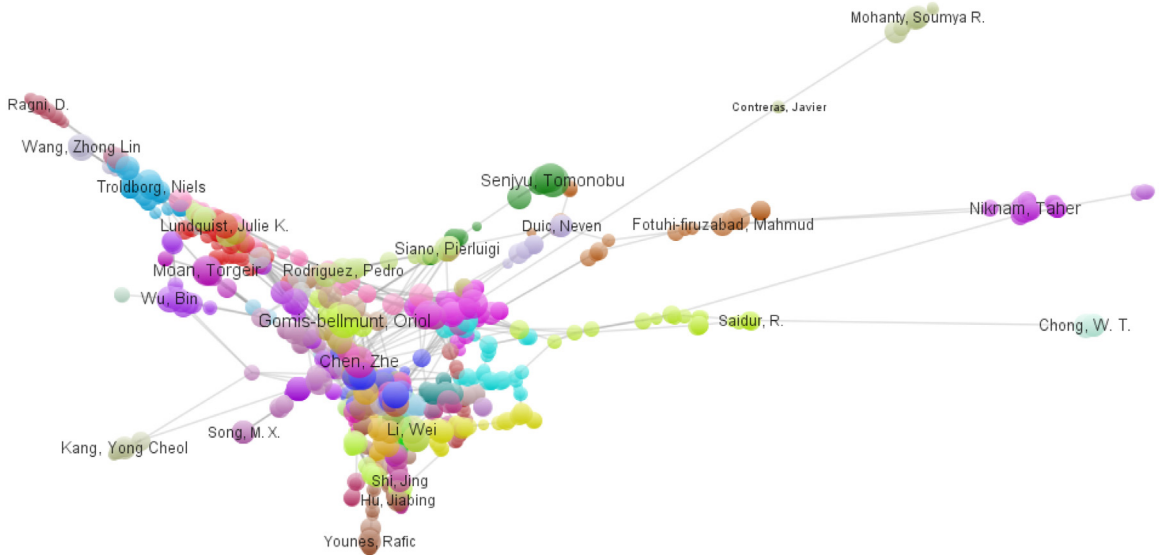 Mohanty, Soumya R.
Ragni, D.
Contreras, Javier
Wang, Zhong Lin
Troldborg, Niels
Senjyu, Tomonobu
Niknam, Taher
Lundquist, Julie K.
Duic, Neven
Fotuhi-firuzabad, Mahmud
Siano, Pierluigi
Moan, Torgeir
Rodriguez, Pedro
Wu, Bin
Gomis-bellmunt, Oriol
Saidur, R.
Chong, W. T.
Chen, Zhe
Song, M. X.
Li, Wei
Kang, Yong Cheol
Shi, Jing
Hu, Jiabing
Younes, Rafic